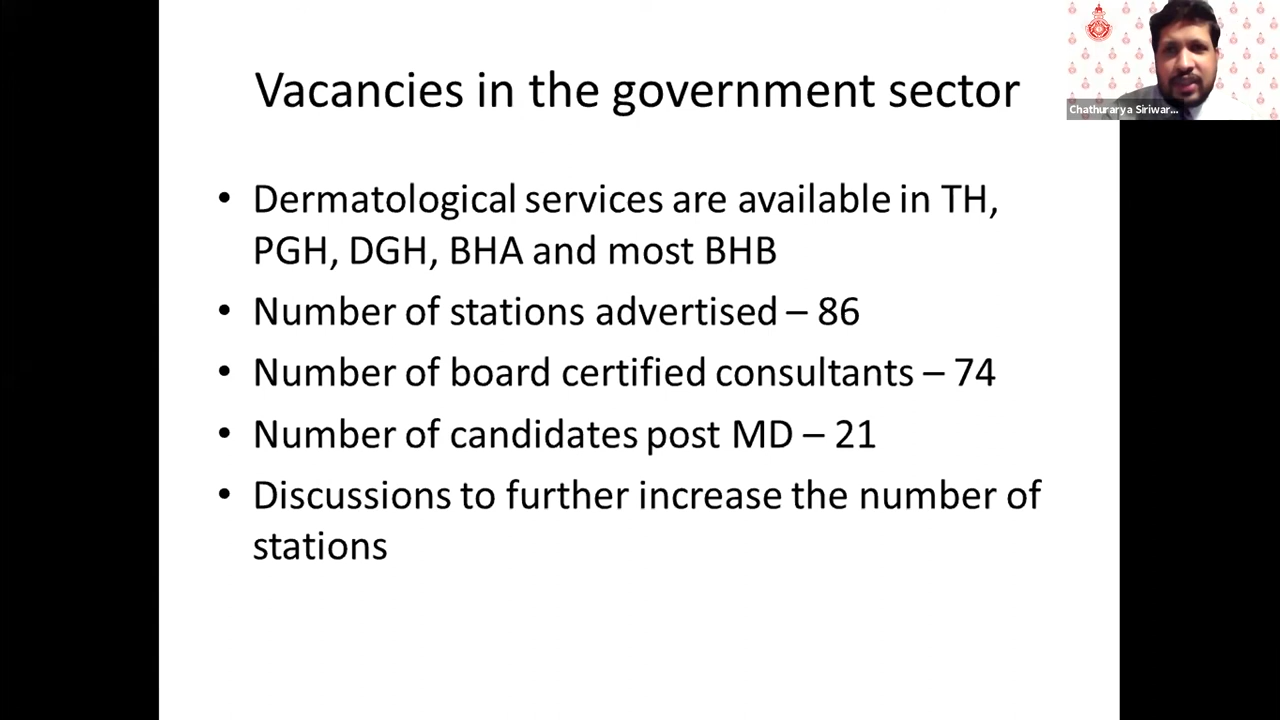 Vacancies in the government sector
Chathurarya Siriwar...
• Dermatological services are available in TH,
PGH, DGH, BHA and most BHB
• Number of stations advertised – 86
• Number of board certified consultants – 74
• Number of candidates post MD – 21
• Discussions to further increase the number of
stations